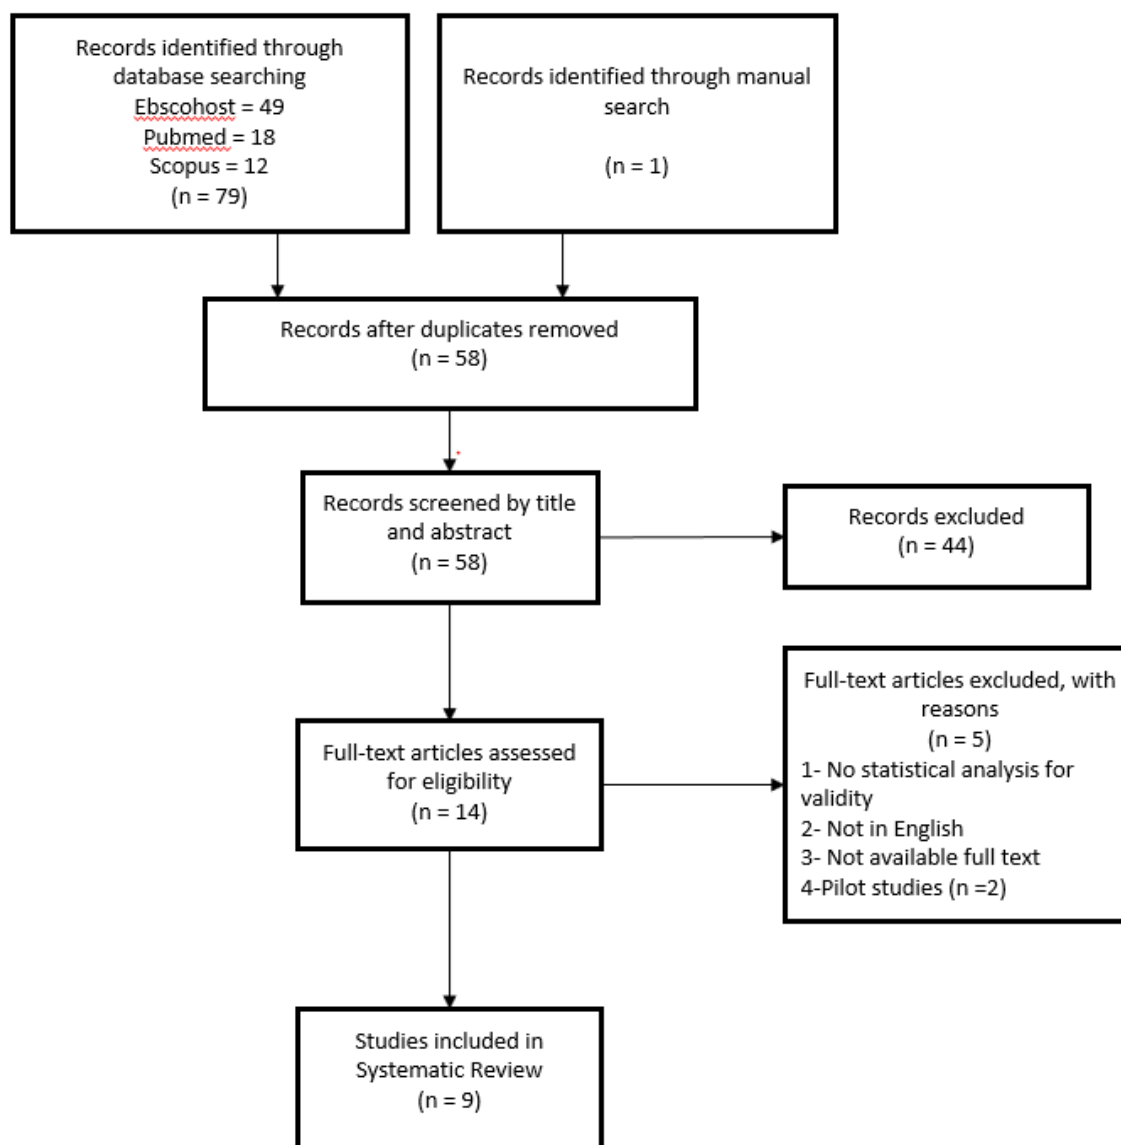 Records identified through
database searching
Ebscohost = 49
Pubmed = 18
Scopus = 12
(n = 79)
Records identified through manual
search
(n = 1)
Records after duplicates removed
(n = 58)
Records screened by title
and abstract
(n = 58)
Records excluded
(n = 44)
Full-text articles assessed
for eligibility
(n = 14)
Full-text articles excluded, with
reasons
(n = 5)
1- No statistical analysis for
validity
2- Not in English
3- Not available full text
4-Pilot studies (n =2)
Studies included in
Systematic Review
(n = 9)